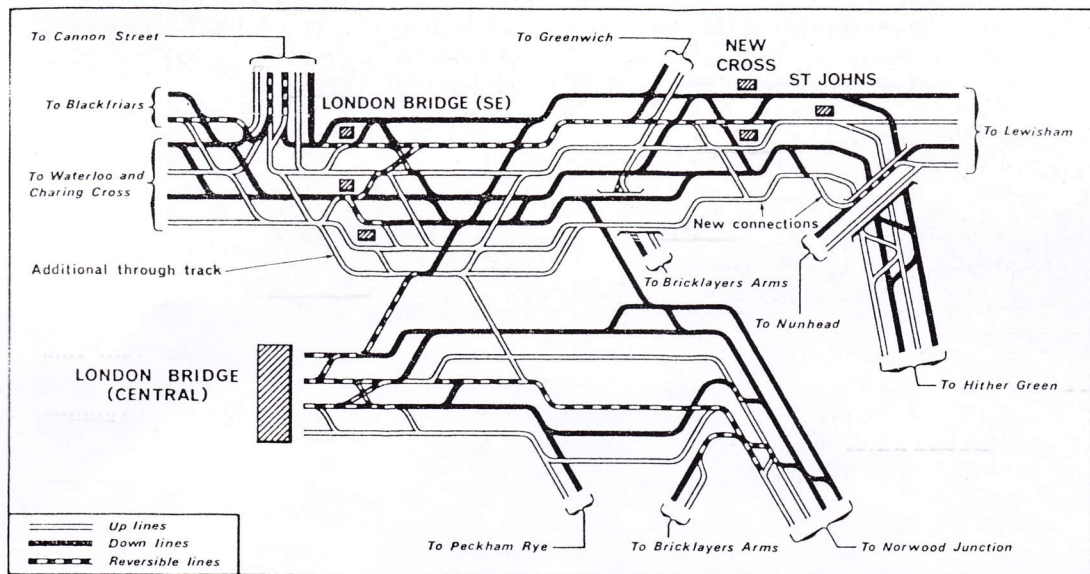 To Cannon Street
To Greenwich
NEW
CROSS
ST JOHNS
To Blackfriars
LONDON BRIDGE (SE)
To Lewisham
To Waterloo and
Charing Cross
New connections
Additional through track
To Bricklayers Arms
To Nunhead
LONDON BRIDGE
(CENTRAL)
To Hither Green
Up lines
Down lines
Reversible lines
To Peckham Rye
To Bricklayers Arms
To Norwood Junction